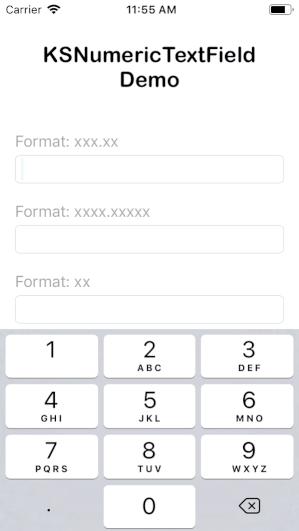 Carrier 11:55 AM
KSNumericTextField
Demo
Format: xxx.xx
Format: xxxx.xxxxx
Format: xx
1 2 3
ABC DEF
4 5 6
GHI JKL MNO
7 8 9
PQRS TUV WXYZ
. 0